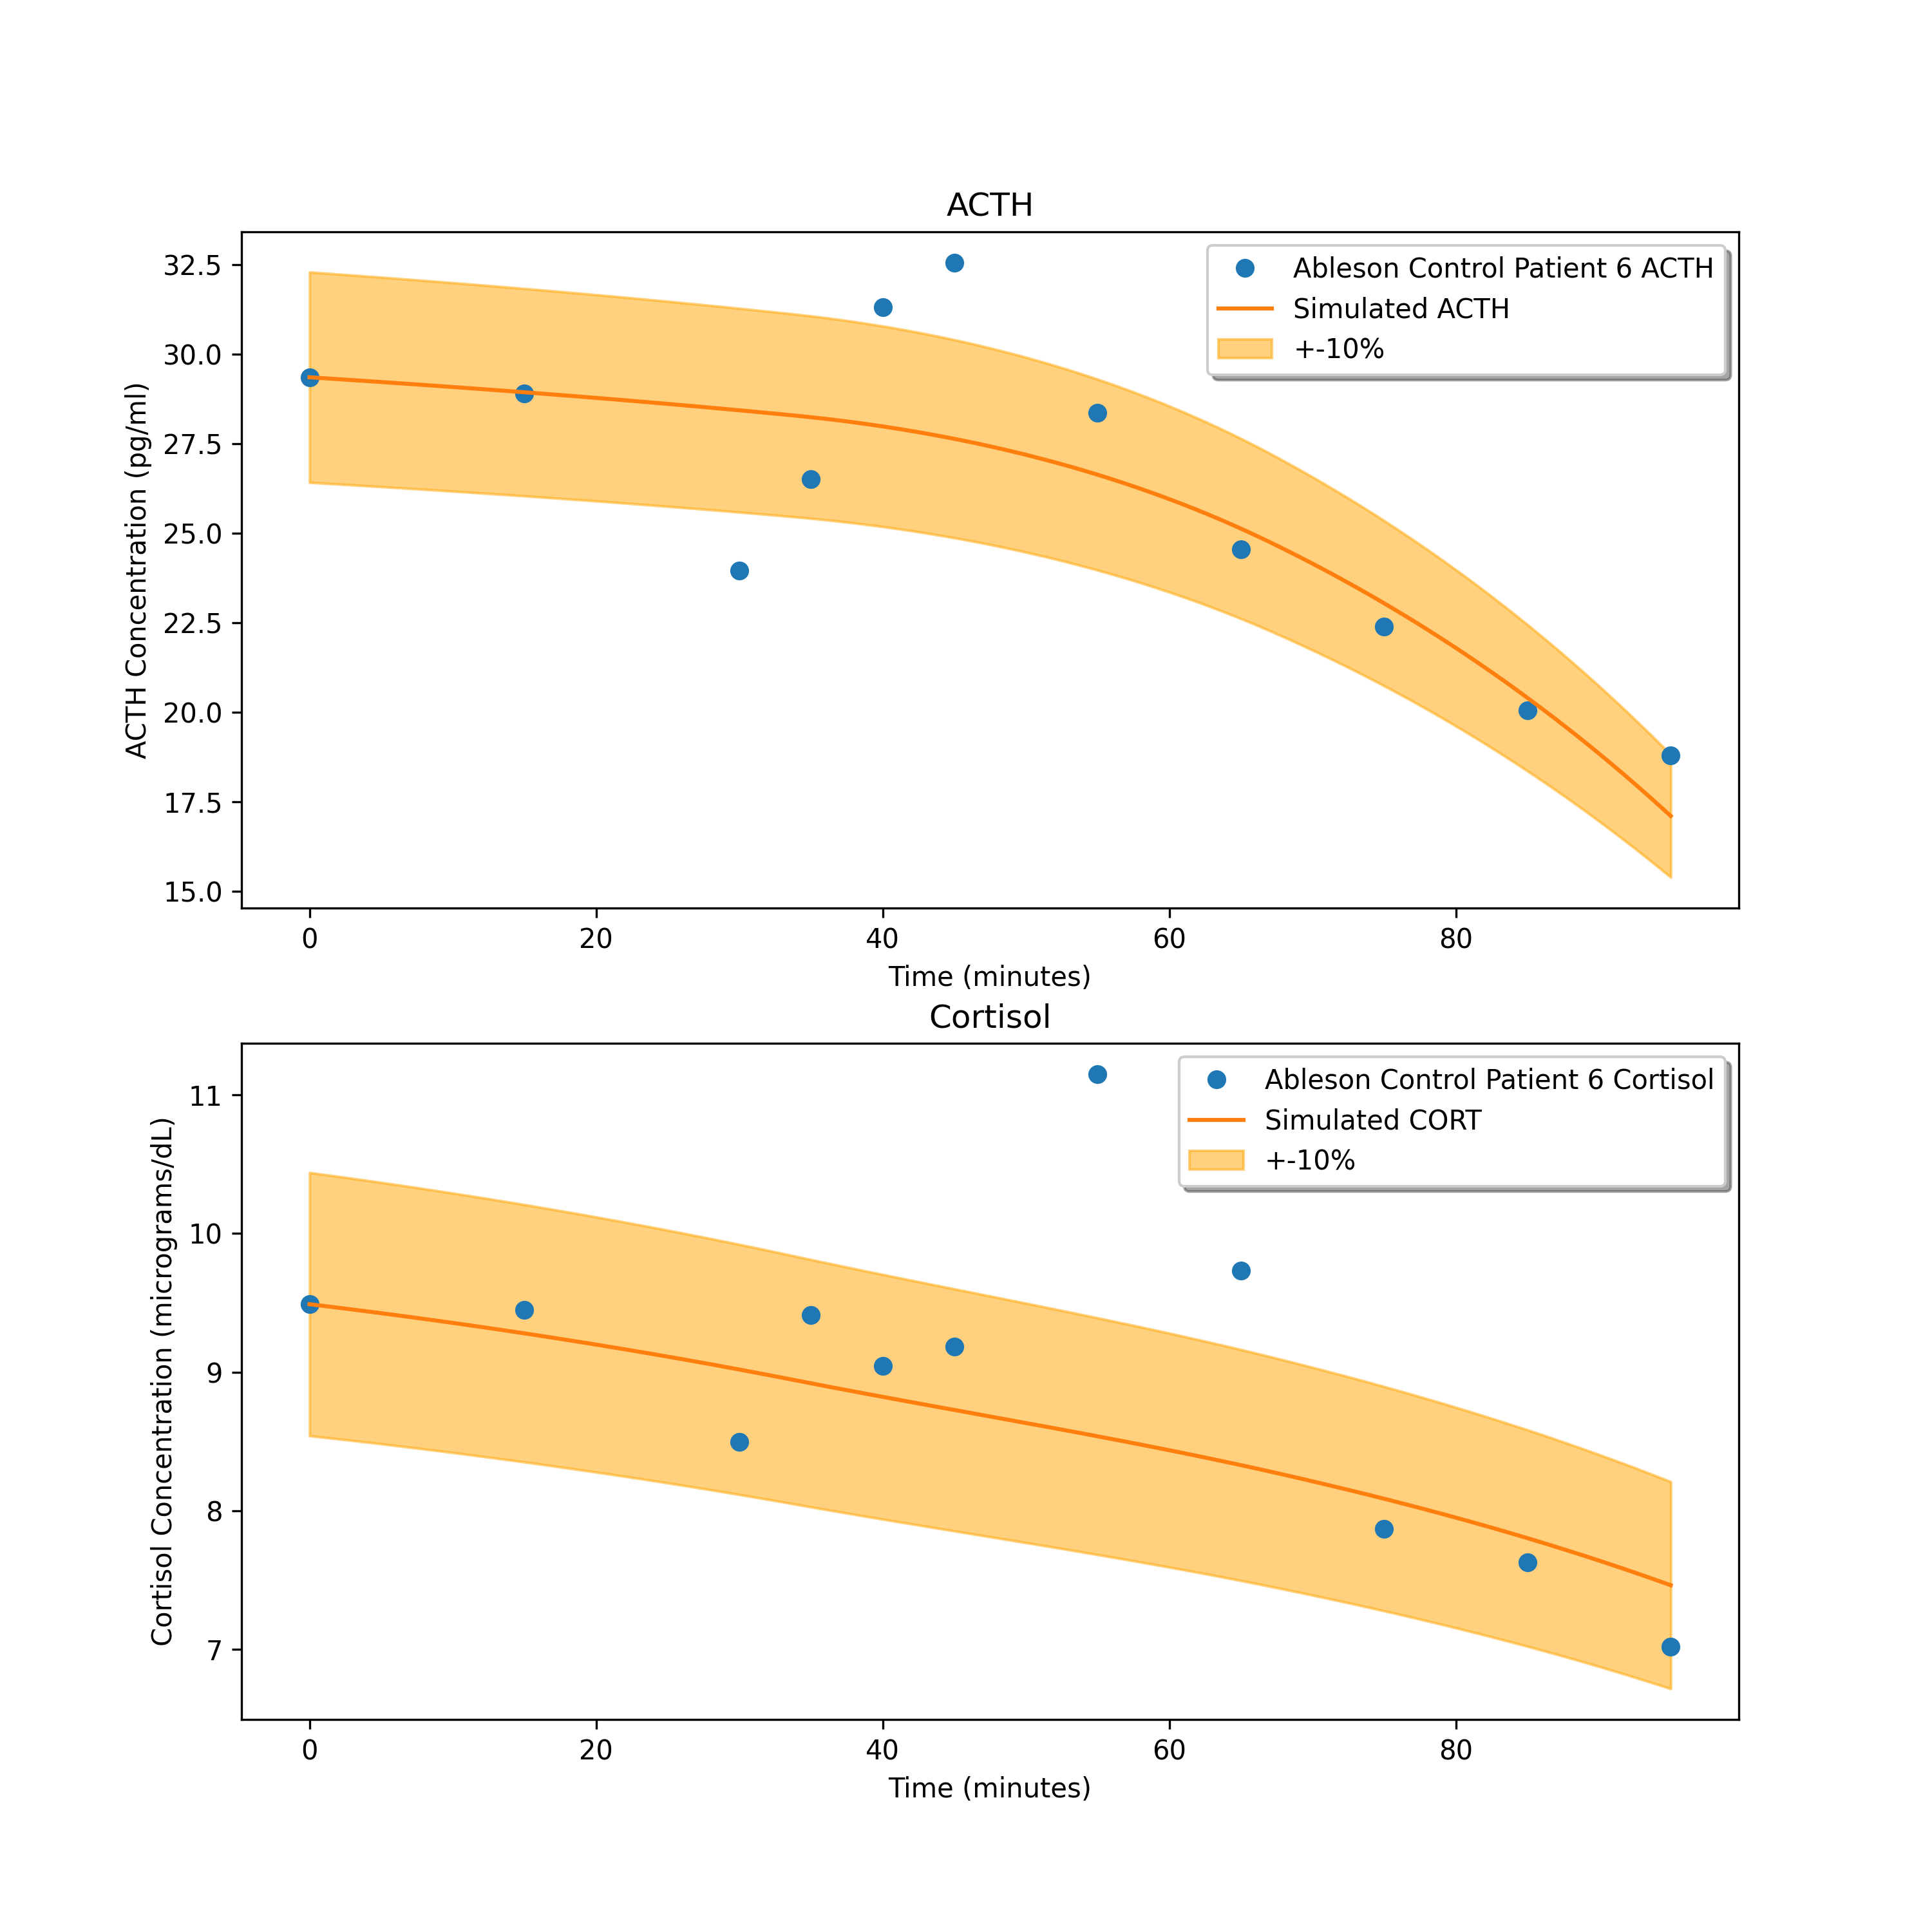 ACTH
32.5
30.0
27.5
25.0
22.5
20.0
17.5
15.0
ACTH Concentration (pg/ml)
Ableson Control Patient 6 ACTH
Simulated ACTH
+-10%
0 20 40 60 80
Time (minutes)
Cortisol
11
10
9
8
7
Cortisol Concentration (micrograms/dL)
Ableson Control Patient 6 Cortisol
Simulated CORT
+-10%
0 20 40 60 80
Time (minutes)